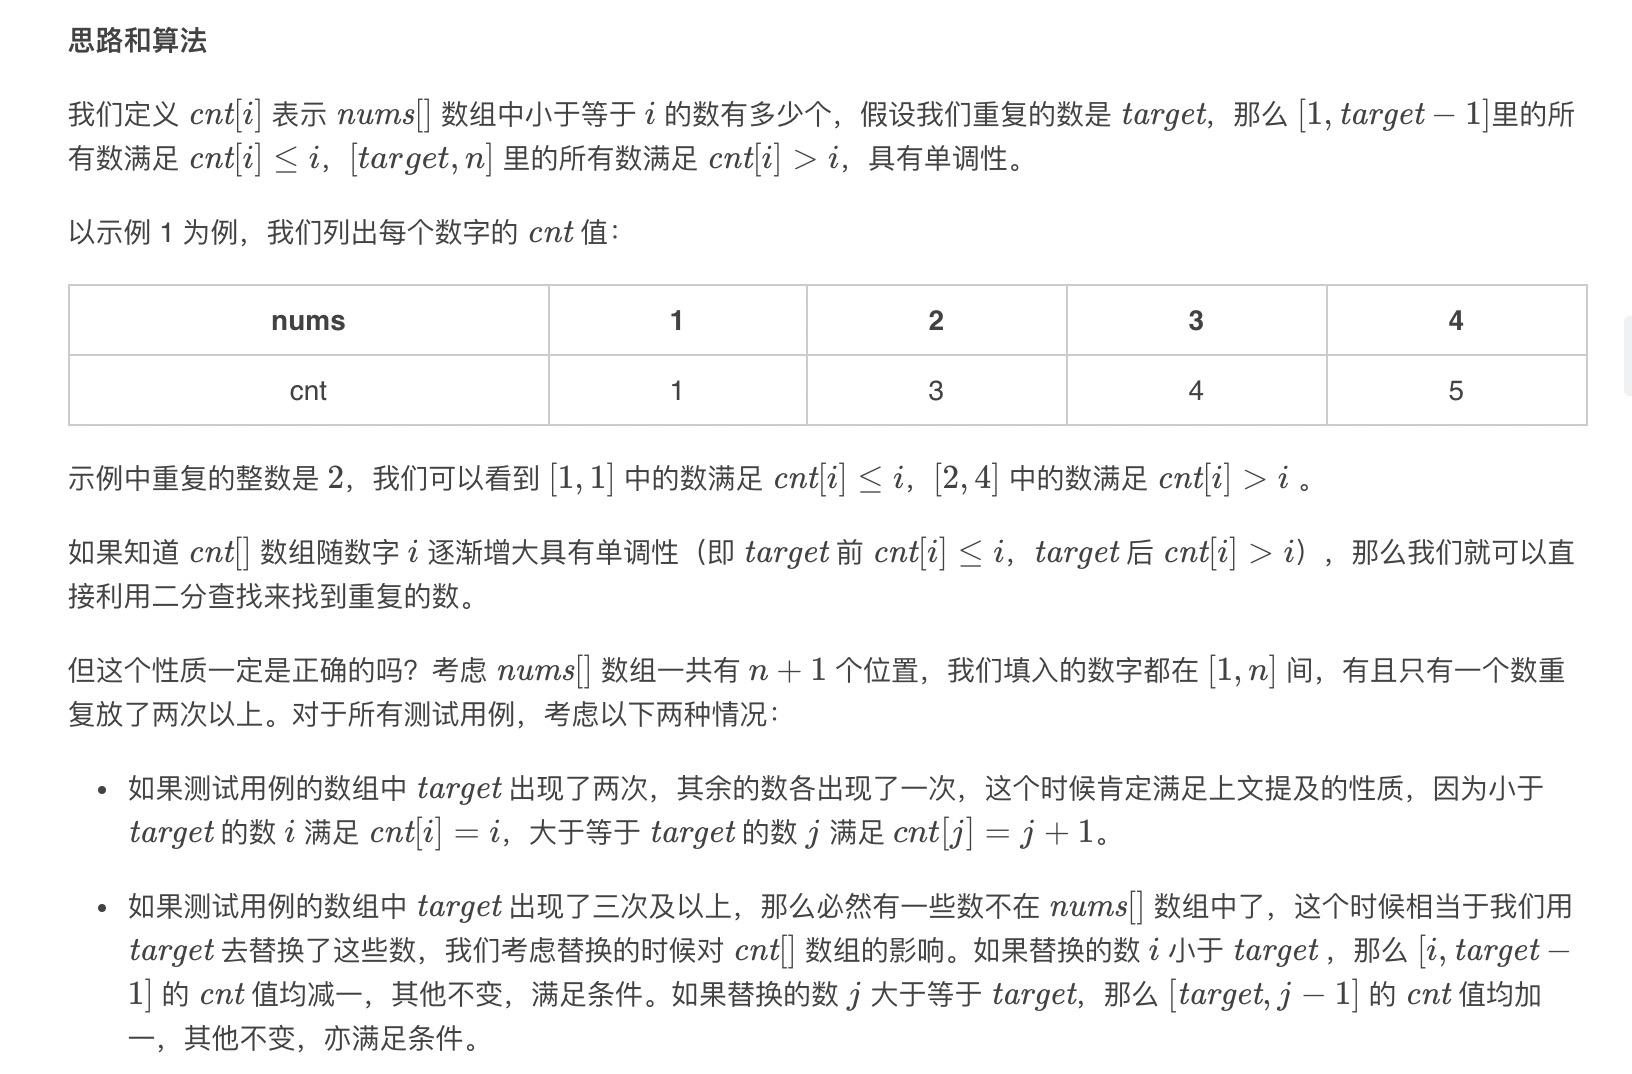 思路和算法
我们定义 cnt[i] 表示 nums[] 数组中小于等于 i 的数有多少个，假设我们重复的数是 target，那么 [1, target − 1]里的所
有数满足 cnt[i] ≤ i，[target, n] 里的所有数满足 cnt[i] > i，具有单调性。
以示例 1 为例，我们列出每个数字的 cnt 值：
nums 1 2 3 4
cnt 1 3 4 5
示例中重复的整数是 2，我们可以看到 [1, 1] 中的数满足 cnt[i] ≤ i，[2, 4] 中的数满足 cnt[i] > i 。
如果知道 cnt[] 数组随数字 i 逐渐增大具有单调性（即 target 前 cnt[i] ≤ i，target 后 cnt[i] > i），那么我们就可以直
接利用二分查找来找到重复的数。
但这个性质一定是正确的吗？考虑 nums[] 数组一共有 n + 1 个位置，我们填入的数字都在 [1, n] 间，有且只有一个数重
复放了两次以上。对于所有测试用例，考虑以下两种情况：
• 如果测试用例的数组中 target 出现了两次，其余的数各出现了一次，这个时候肯定满足上文提及的性质，因为小于
target 的数 i 满足 cnt[i] = i，大于等于 target 的数 j 满足 cnt[j] = j + 1。
• 如果测试用例的数组中 target 出现了三次及以上，那么必然有一些数不在 nums[] 数组中了，这个时候相当于我们用
target 去替换了这些数，我们考虑替换的时候对 cnt[] 数组的影响。如果替换的数 i 小于 target ，那么 [i, target −
1] 的 cnt 值均减一，其他不变，满足条件。如果替换的数 j 大于等于 target，那么 [target, j − 1] 的 cnt 值均加
一，其他不变，亦满足条件。